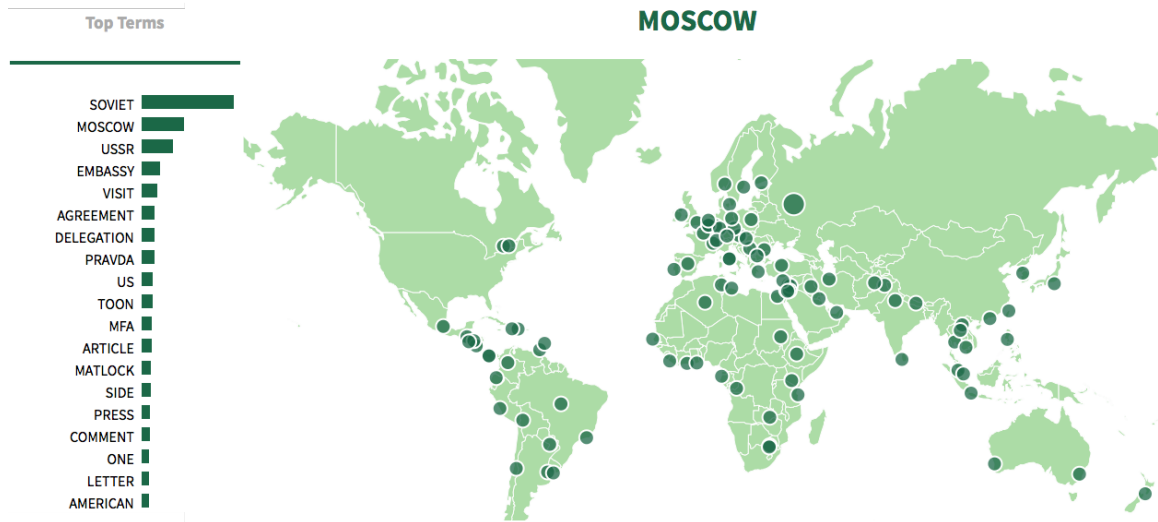 Top Terms
MOSCOW
SOVIET
MOSCOW
USSR
EMBASSY
VISIT
AGREEMENT
DELEGATION
PRAVDA
US
TOON
MFA
ARTICLE
MATLOCK
SIDE
PRESS
COMMENT
ONE
LETTER
AMERICAN